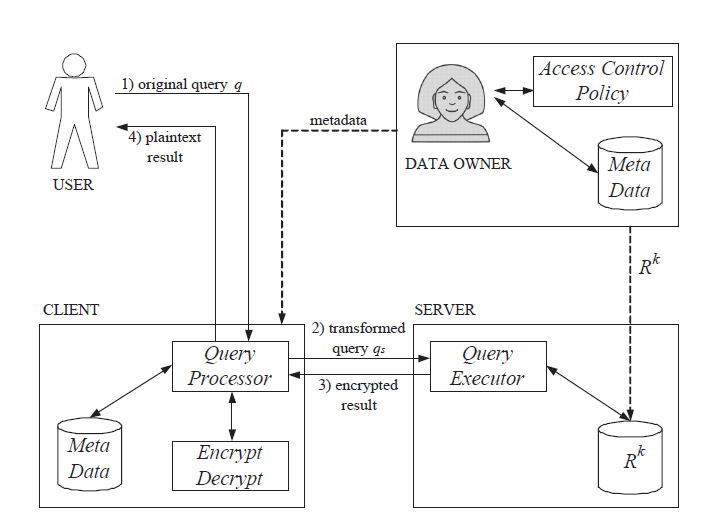 1) original query q
4) plaintext
result
USER
metadata
Access Control
Policy
DATA OWNER
Meta
Data
R^k
CLIENT
SERVER
2) transformed
query qs
3) encrypted
result
Query
Processor
Query
Executor
Meta
Data
Encrypt
Decrypt
R^k